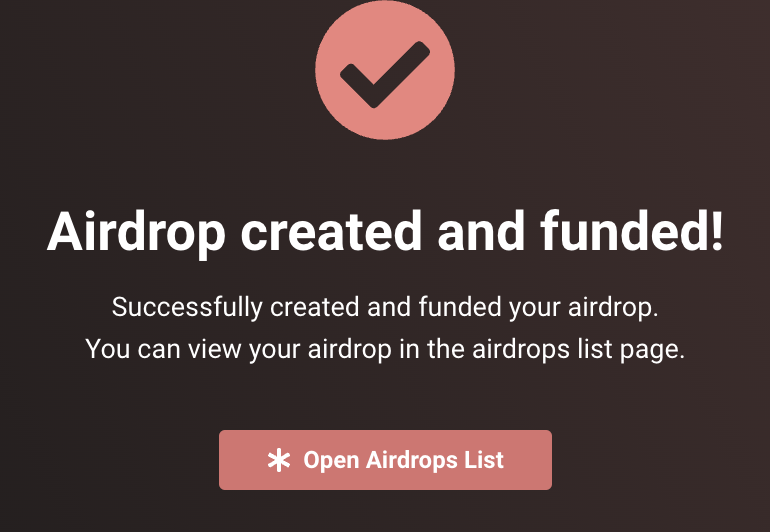 Airdrop created and funded!
Successfully created and funded your airdrop.
You can view your airdrop in the airdrops list page.
Open Airdrops List